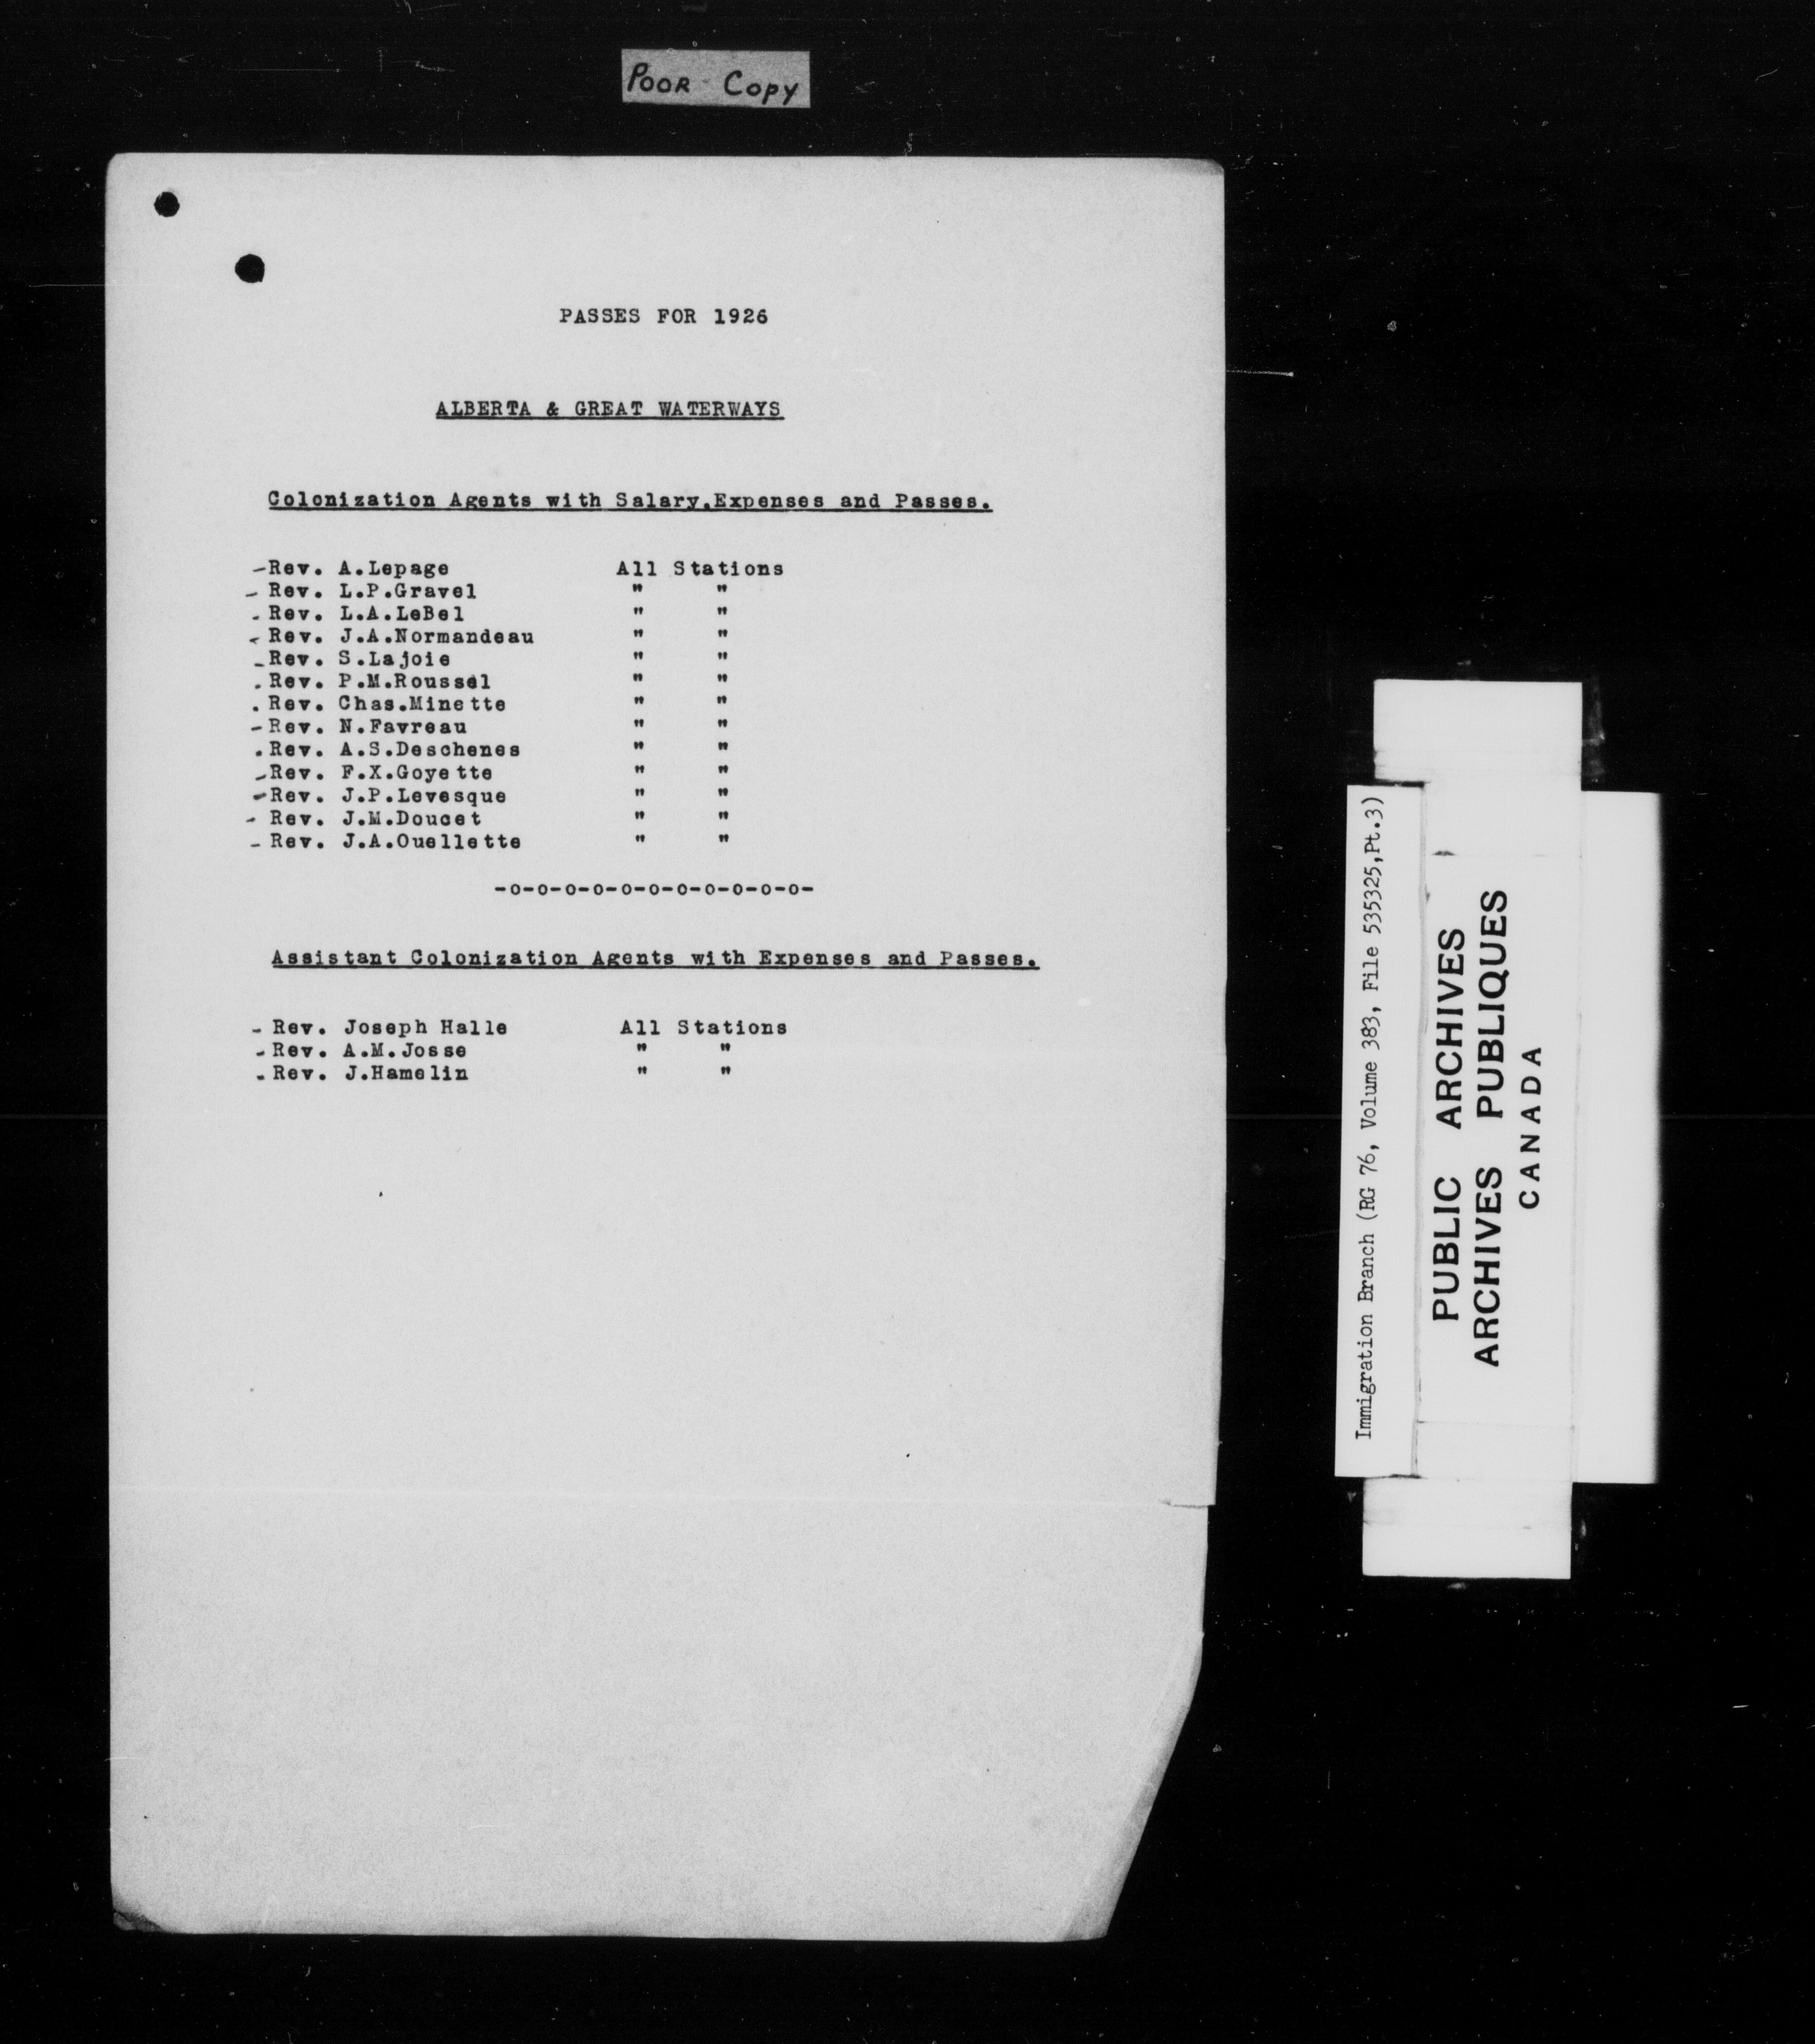 POOR COPY
PASSES FOR 1926
ALBERTA & GREAT WATERWAYS
Colonization Agents with Salary,Expenses and Passes.
-Rev. A.Lepage All Stations
- Rev. L.P.Gravel " "
. Rev. L.A.LeBel " "
- Rev. J.A.Normandeau " "
- Rev. S.Lajoie " "
. Rev. P.M.Roussel " "
. Rev. Chas.Minette " "
- Rev. N.Favreau " "
. Rev. A.S.Deschenes " "
- Rev. F.X.Goyette " "
- Rev. J.P.Levesque " "
- Rev. J.M.Doucet " "
- Rev. J.A.Ouellette " "
-o-o-o-o-o-o-o-o-o-o-o-
Assistant Colonization Agents with Expenses and Passes.
- Rev. Joseph Halle All Stations
- Rev. A.M.Josse " "
- Rev. J.Hamelin " "
Immigration Branch (RG 76, Volume 383, File 535325,Pt.3)
PUBLIC ARCHIVES
ARCHIVES PUBLIQUES
CANADA